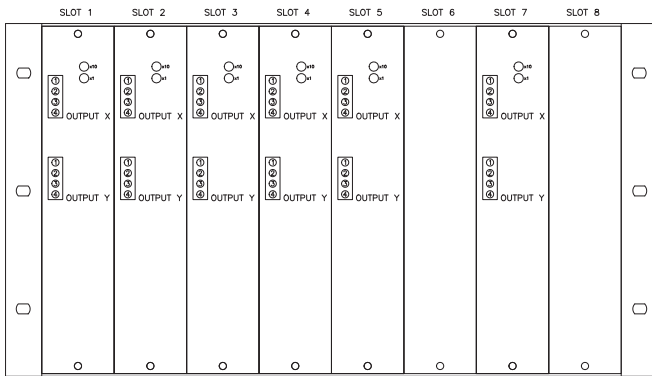 SLOT 1 SLOT 2 SLOT 3 SLOT 4 SLOT 5 SLOT 6 SLOT 7 SLOT 8
x10 x10 x10 x10 x10 x10
x1 x1 x1 x1 x1 x1
1 1 1 1 1 1
2 2 2 2 2 2
3 3 3 3 3 3
4 OUTPUT X 4 OUTPUT X 4 OUTPUT X 4 OUTPUT X 4 OUTPUT X 4 OUTPUT X
1 1 1 1 1 1
2 2 2 2 2 2
3 3 3 3 3 3
4 OUTPUT Y 4 OUTPUT Y 4 OUTPUT Y 4 OUTPUT Y 4 OUTPUT Y 4 OUTPUT Y